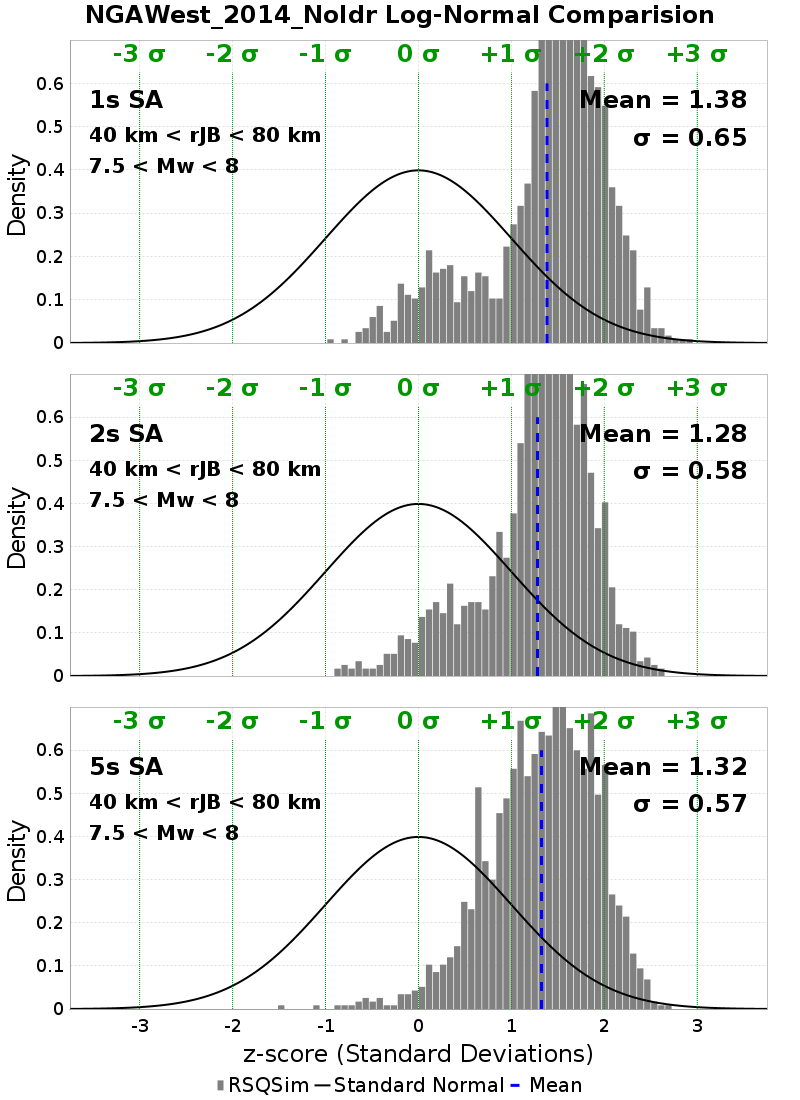 NGAWest_2014_NoIdr Log-Normal Comparision
-3 σ -2 σ -1 σ 0 σ +1 σ +2 σ +3 σ
1s SA
Mean = 1.38
40 km < rJB < 80 km
σ = 0.65
7.5 < Mw < 8
Density
0.6
0.5
0.4
0.3
0.2
0.1
0
-3 σ -2 σ -1 σ 0 σ +1 σ +2 σ +3 σ
2s SA
Mean = 1.28
40 km < rJB < 80 km
σ = 0.58
7.5 < Mw < 8
Density
0.6
0.5
0.4
0.3
0.2
0.1
0
-3 σ -2 σ -1 σ 0 σ +1 σ +2 σ +3 σ
5s SA
Mean = 1.32
40 km < rJB < 80 km
σ = 0.57
7.5 < Mw < 8
Density
0.6
0.5
0.4
0.3
0.2
0.1
0
-3 -2 -1 0 1 2 3
z-score (Standard Deviations)
RSQSim Standard Normal Mean